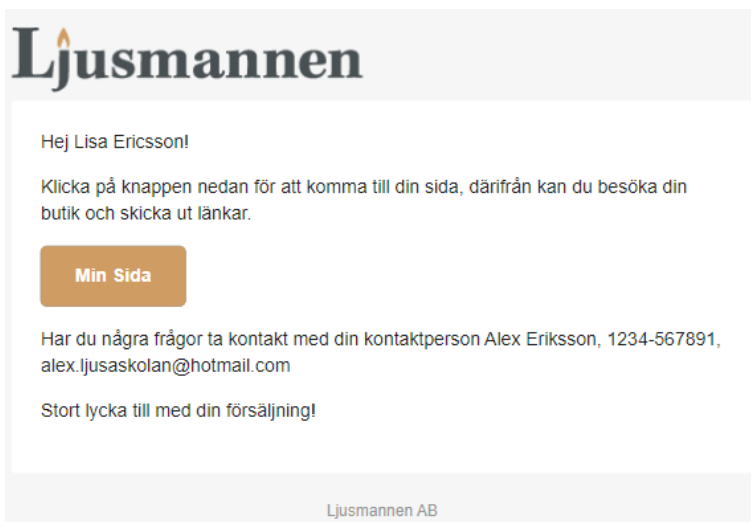 Ljusmannen
Hej Lisa Ericsson!
Klicka på knappen nedan för att komma till din sida, därifrån kan du besöka din
butik och skicka ut länkar.
Min Sida
Har du några frågor ta kontakt med din kontaktperson Alex Eriksson, 1234-567891,
alex.ljusaskolan@hotmail.com
Stort lycka till med din försäljning!
Ljusmannen AB